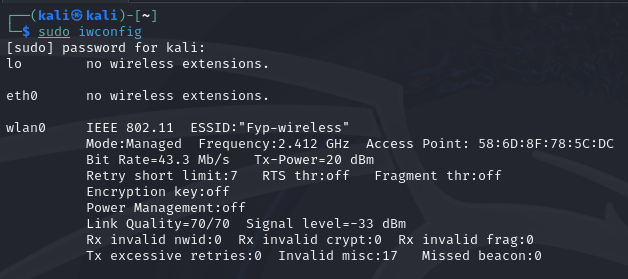 ┌──(kali㉿kali)-[~]
└─$ sudo iwconfig
[sudo] password for kali:
lo        no wireless extensions.
eth0      no wireless extensions.
wlan0     IEEE 802.11  ESSID:"Fyp-wireless"
          Mode:Managed  Frequency:2.412 GHz  Access Point: 58:6D:8F:78:5C:DC
          Bit Rate=43.3 Mb/s   Tx-Power=20 dBm
          Retry short limit:7   RTS thr:off   Fragment thr:off
          Encryption key:off
          Power Management:off
          Link Quality=70/70  Signal level=-33 dBm
          Rx invalid nwid:0  Rx invalid crypt:0  Rx invalid frag:0
          Tx excessive retries:0  Invalid misc:17   Missed beacon:0